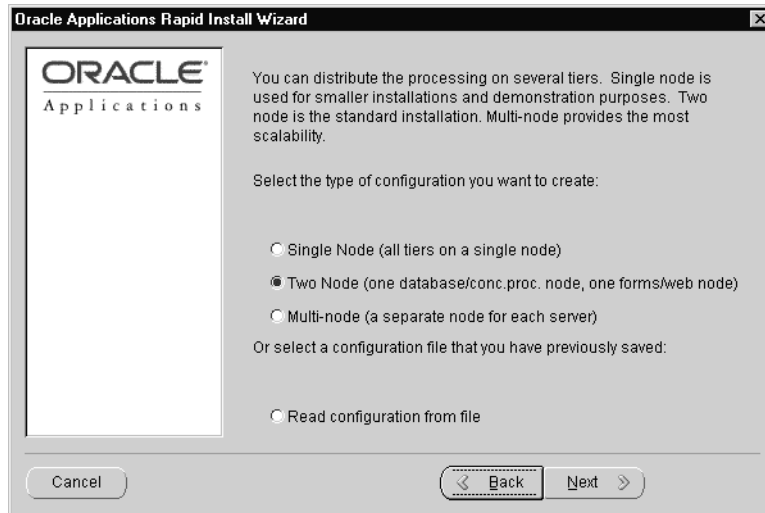 Oracle Applications Rapid Install Wizard
ORACLE
Applications
You can distribute the processing on several tiers. Single node is
used for smaller installations and demonstration purposes. Two
node is the standard installation. Multi-node provides the most
scalability.
Select the type of configuration you want to create:
Single Node (all tiers on a single node)
Two Node (one database/conc.proc. node, one forms/web node)
Multi-node (a separate node for each server)
Or select a configuration file that you have previously saved:
Read configuration from file
Cancel
Back
Next